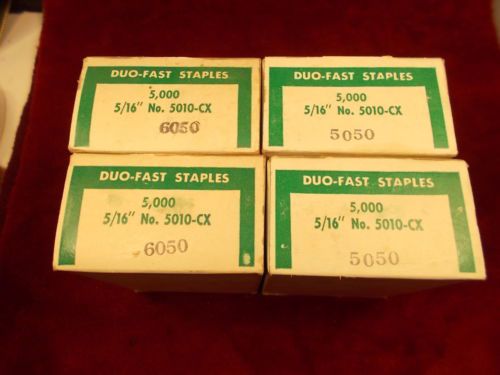 DUO-FAST STAPLES
5,000
5/16" No. 5010-CX
6050
DUO-FAST STAPLES
5,000
5/16" No. 5010-CX
5050
DUO-FAST STAPLES
5,000
5/16" No. 5010-CX
6050
DUO-FAST STAPLES
5,000
5/16" No. 5010-CX
5050